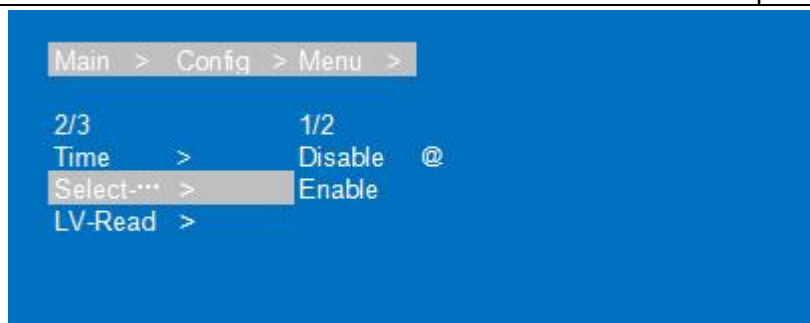 Main > Config > Menu >
2/3 1/2
Time > Disable @
Select-··· > Enable
LV-Read >